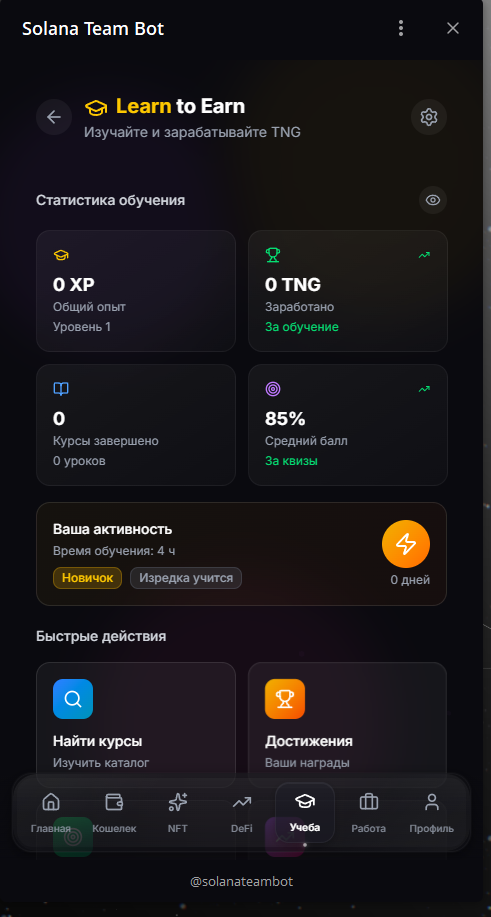 Solana Team Bot
Learn to Earn
Изучайте и зарабатывайте TNG
Статистика обучения
0 XP
Общий опыт
Уровень 1
0 TNG
Заработано
За обучение
0
Курсы завершено
0 уроков
85%
Средний балл
За квизы
Ваша активность
Время обучения: 4 ч
Новичок
Изредка учится
0 дней
Быстрые действия
Найти курсы
Изучить каталог
Достижения
Ваши награды
Главная
Кошелек
NFT
DeFi
Учеба
Работа
Профиль
@solanateambot